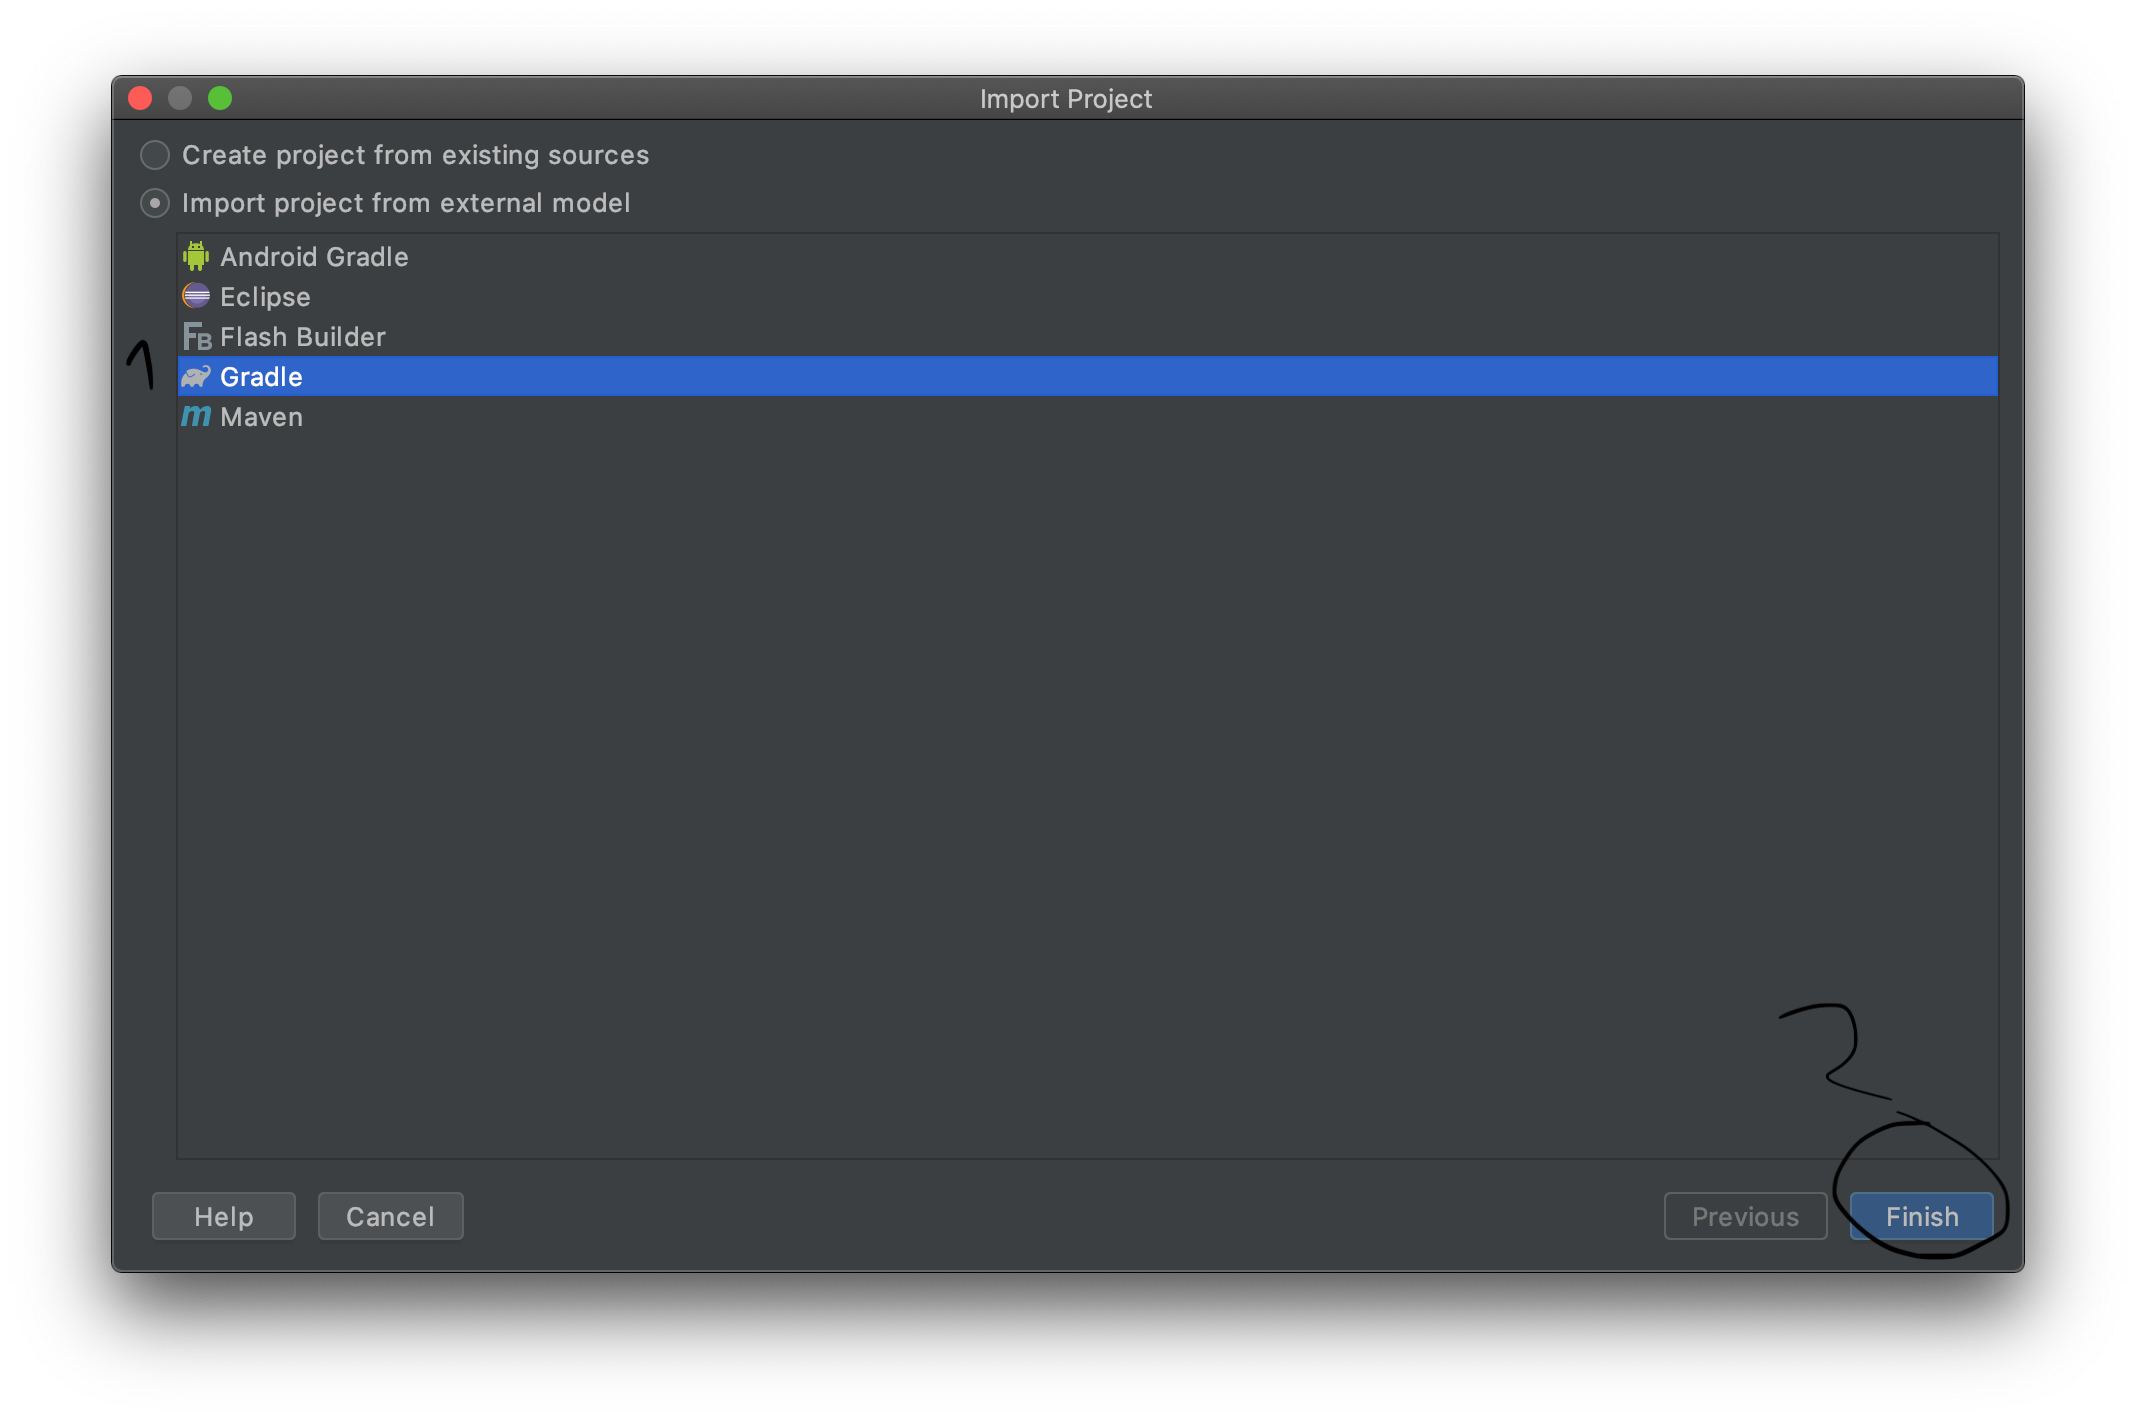 Import Project
Create project from existing sources
Import project from external model
Android Gradle
Eclipse
FB Flash Builder
1
Gradle
m Maven
2
Help Cancel Previous Finish